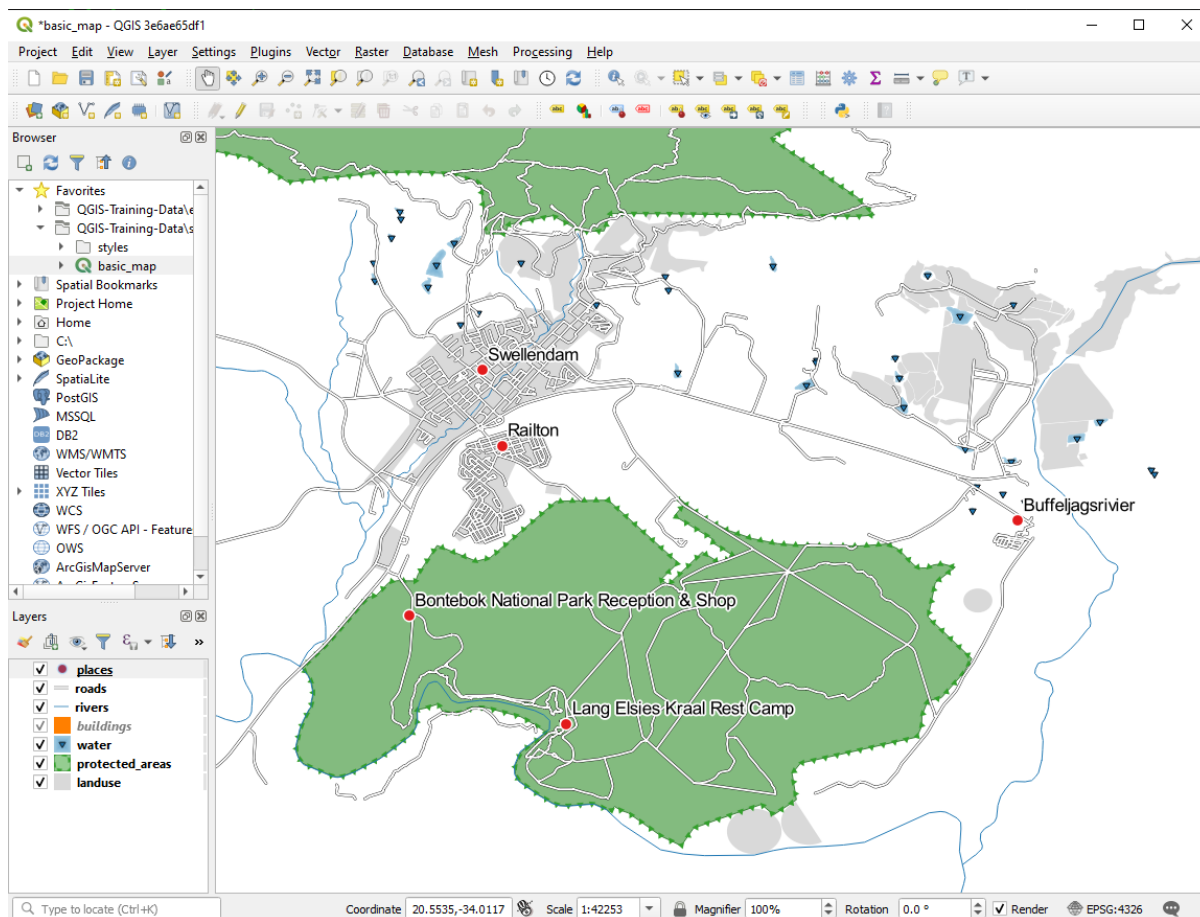 *basic_map - QGIS 3e6ae65df1
Project Edit View Layer Settings Plugins Vector Raster Database Mesh Processing Help
Browser
Favorites
QGIS-Training-Data\e
QGIS-Training-Data\s
styles
basic_map
Spatial Bookmarks
Project Home
Home
C:\
GeoPackage
SpatiaLite
PostGIS
MSSQL
DB2
WMS/WMTS
Vector Tiles
XYZ Tiles
WCS
WFS / OGC API - Feature
OWS
ArcGisMapServer
Layers
places
roads
rivers
buildings
water
protected_areas
landuse
Swellendam
Railton
Buffeljagsrivier
Bontebok National Park Reception & Shop
Lang Elsies Kraal Rest Camp
Type to locate (Ctrl+K) Coordinate 20.5535,-34.0117 Scale 1:42253 Magnifier 100% Rotation 0.0 ° Render EPSG:4326